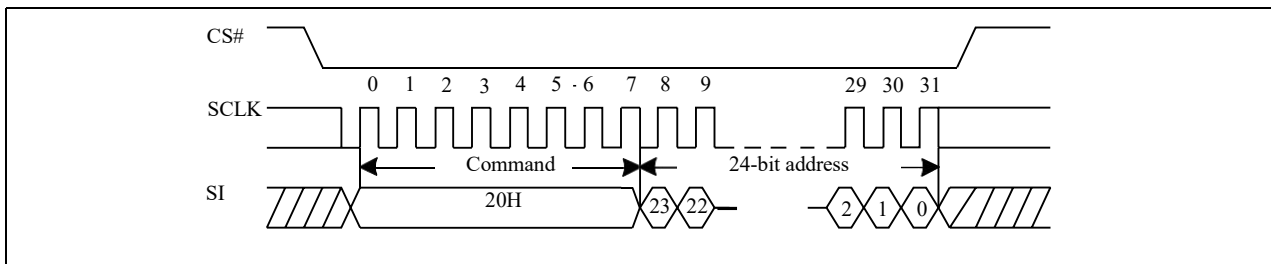 CS#
0 1 2 3 4 5 - 6 7 8 9 29 30 31
SCLK
Command 24-bit address
SI 20H 23 22 2 1 0